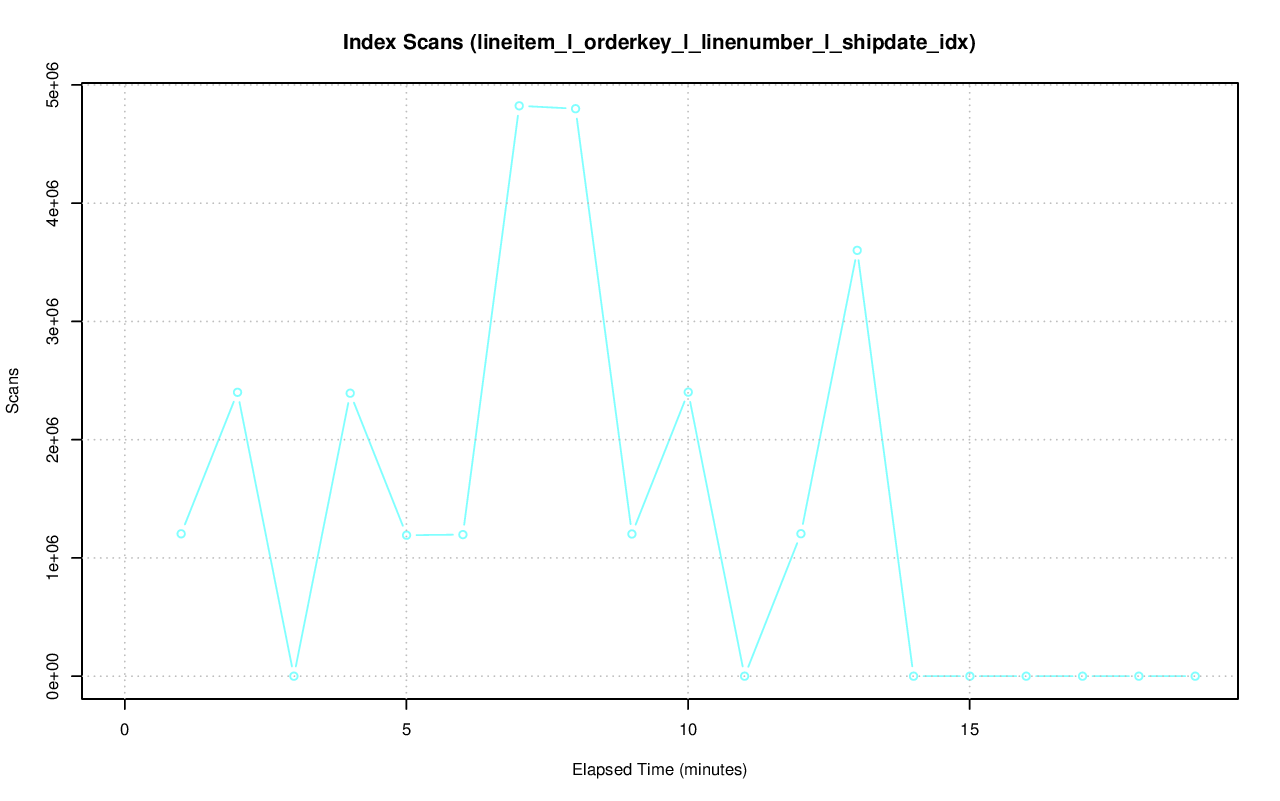 Index Scans (lineitem_l_orderkey_l_linenumber_l_shipdate_idx)
5e+06
4e+06
3e+06
2e+06
1e+06
0e+00
Scans
0 5 10 15
Elapsed Time (minutes)